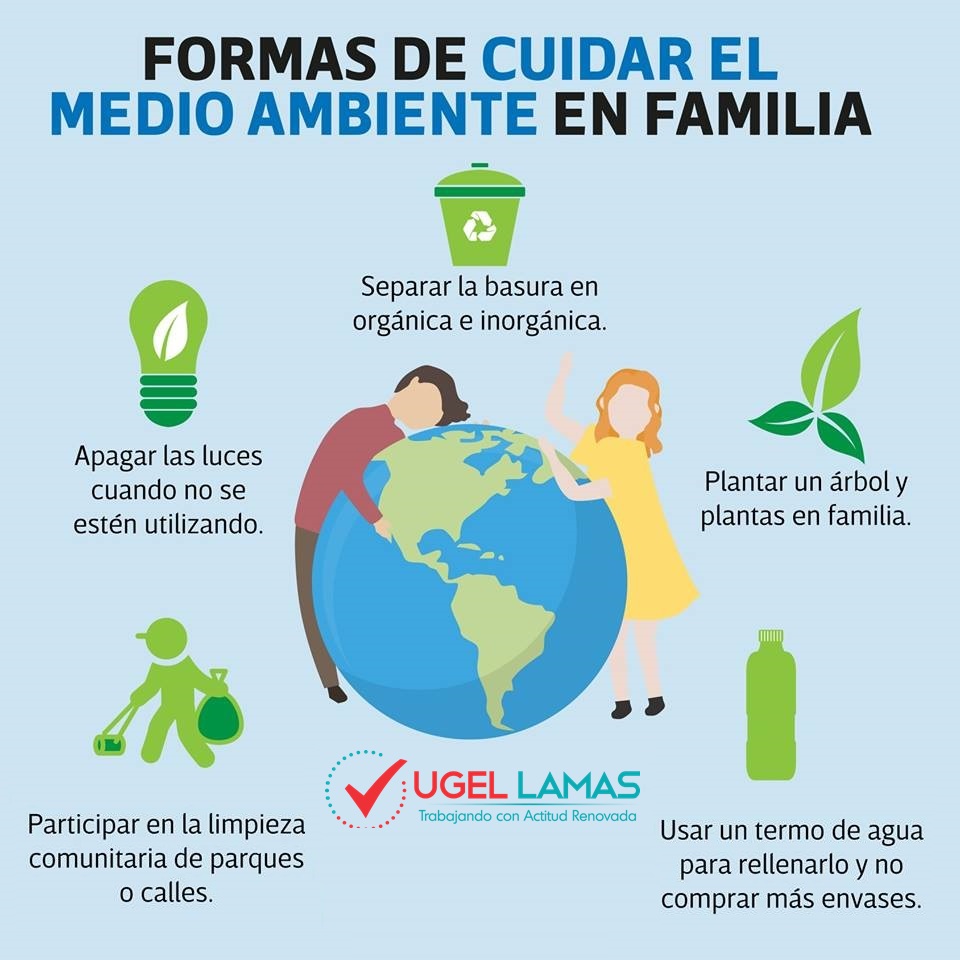 FORMAS DE CUIDAR EL
MEDIO AMBIENTE EN FAMILIA
Separar la basura en
orgánica e inorgánica.
Apagar las luces
cuando no se
estén utilizando.
Plantar un árbol y
plantas en familia.
Participar en la limpieza
comunitaria de parques
o calles.
Usar un termo de agua
para rellenarlo y no
comprar más envases.
UGEL LAMAS
Trabajando con Actitud Renovada